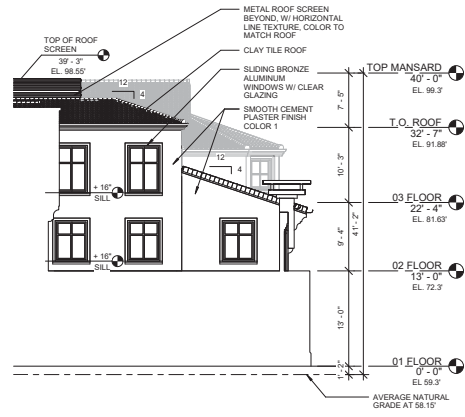 METAL ROOF SCREEN
BEYOND, W/ HORIZONTAL
LINE TEXTURE, COLOR TO
MATCH ROOF
TOP OF ROOF
SCREEN
39' - 3"
EL. 98.55'
CLAY TILE ROOF
SLIDING BRONZE
ALUMINUM
WINDOWS W/ CLEAR
GLAZING
SMOOTH CEMENT
PLASTER FINISH
COLOR 1
12
4
12
4
+ 16"
SILL
+ 16"
SILL
TOP MANSARD
40' - 0"
EL. 99.3'
7' - 5"
T.O. ROOF
32' - 7"
EL. 91.88'
10' - 3"
03 FLOOR
22' - 4"
EL. 81.63'
9' - 4"
41' - 2"
02 FLOOR
13' - 0"
EL. 72.3'
13' - 0"
01 FLOOR
0' - 0"
EL 59.3'
1' - 2"
AVERAGE NATURAL
GRADE AT 58.15'